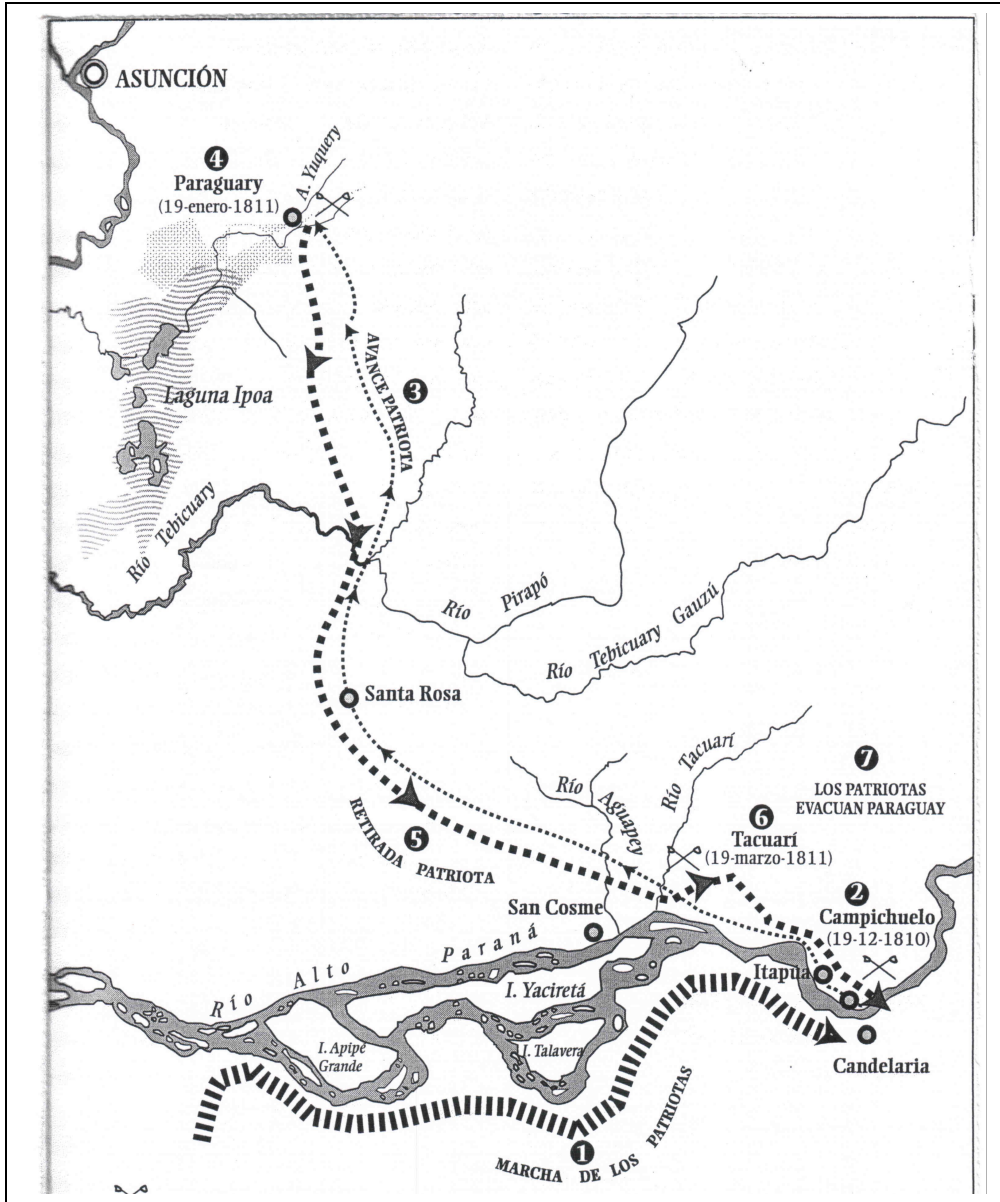 ASUNCIÓN
4
Paraguary
(19-enero-1811)
A. Yuquery
AVANCE PATRIOTA
3
Laguna Ipoa
Río Tebicuary
Río Pirapó
Río Tebicuary Gauzú
Santa Rosa
Río Aguapey
Río Tacuarí
7
LOS PATRIOTAS
EVACUAN PARAGUAY
6
Tacuarí
(19-marzo-1811)
RETIRADA PATRIOTA
5
2
Campichuelo
(19-12-1810)
San Cosme
Itapúa
Río Alto Paraná
I. Yaciretá
I. Apipé
Grande
I. Talavera
Candelaria
1
MARCHA DE LOS PATRIOTAS